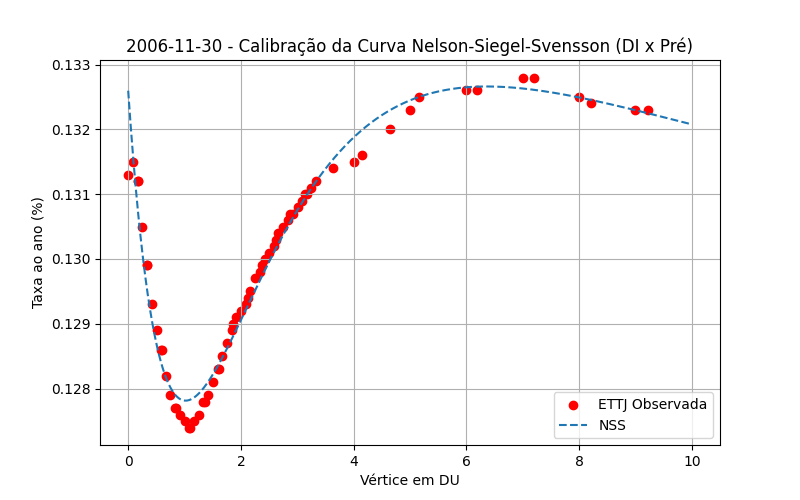 2006-11-30 - Calibração da Curva Nelson-Siegel-Svensson (DI x Pré)
0.133
0.132
0.131
0.130
0.129
0.128
Taxa ao ano (%)
ETTJ Observada
NSS
0 2 4 6 8 10
Vértice em DU